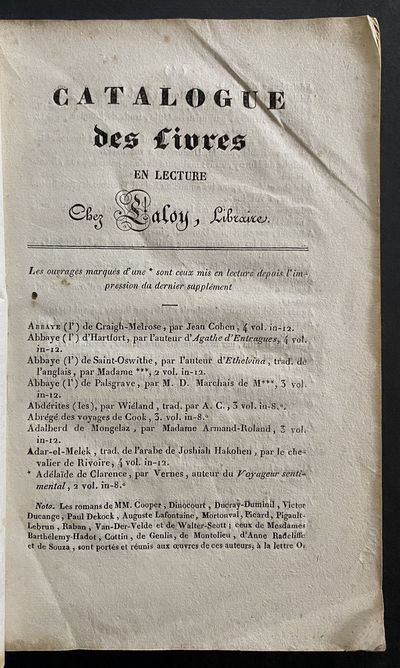 CATALOGUE
des Livres
EN LECTURE
Chez Laloy, Libraire.
Les ouvrages marqués d'une * sont ceux mis en lecture depuis l'im-
pression du dernier supplément
ABBAYE (l') de Craigh-Melrose, par Jean Cohen, 4 vol. in-12.
Abbaye (l') d'Hartfort, par l'auteur d'Agathe d'Entragues, 4 vol.
in-12.
Abbaye (l') de Saint-Oswithe, par l'auteur d'Ethelvina, trad. de
l'anglais, par Madame ***, 2 vol. in-12.
Abbaye (l') de Palsgrave, par M. D. Marchais de M***, 3 vol.
in-12.
Abdérites (les), par Wiéland, trad. par A. C., 3 vol. in-8.°
Abrégé des voyages de Cook, 3. vol. in-8.°
Adalberd de Mongelaz, par Madame Armand-Roland, 3 vol.
in-12.
Adar-el-Melek, trad. de l'arabe de Joshiah Hakohen, par le che-
valier de Rivoire, 4 vol. in-12.
* Adélaïde de Clarence, par Vernes, auteur du Voyageur senti-
mental, 2 vol. in-8.°
Nota. Les romans de MM. Cooper, Dinocourt, Ducray-Duminil, Victor
Ducange, Paul Dekock, Auguste Lafontaine, Mortonval, Picard, Pigault-
Lebrun, Raban, Van-Der-Velde et de Walter-Scott; ceux de Mesdames
Barthélemy-Hadot, Cottin, de Genlis, de Montolieu, d'Anne Radcliffe
et de Souza, sont portés et réunis aux œuvres de ces auteurs, à la lettre O.